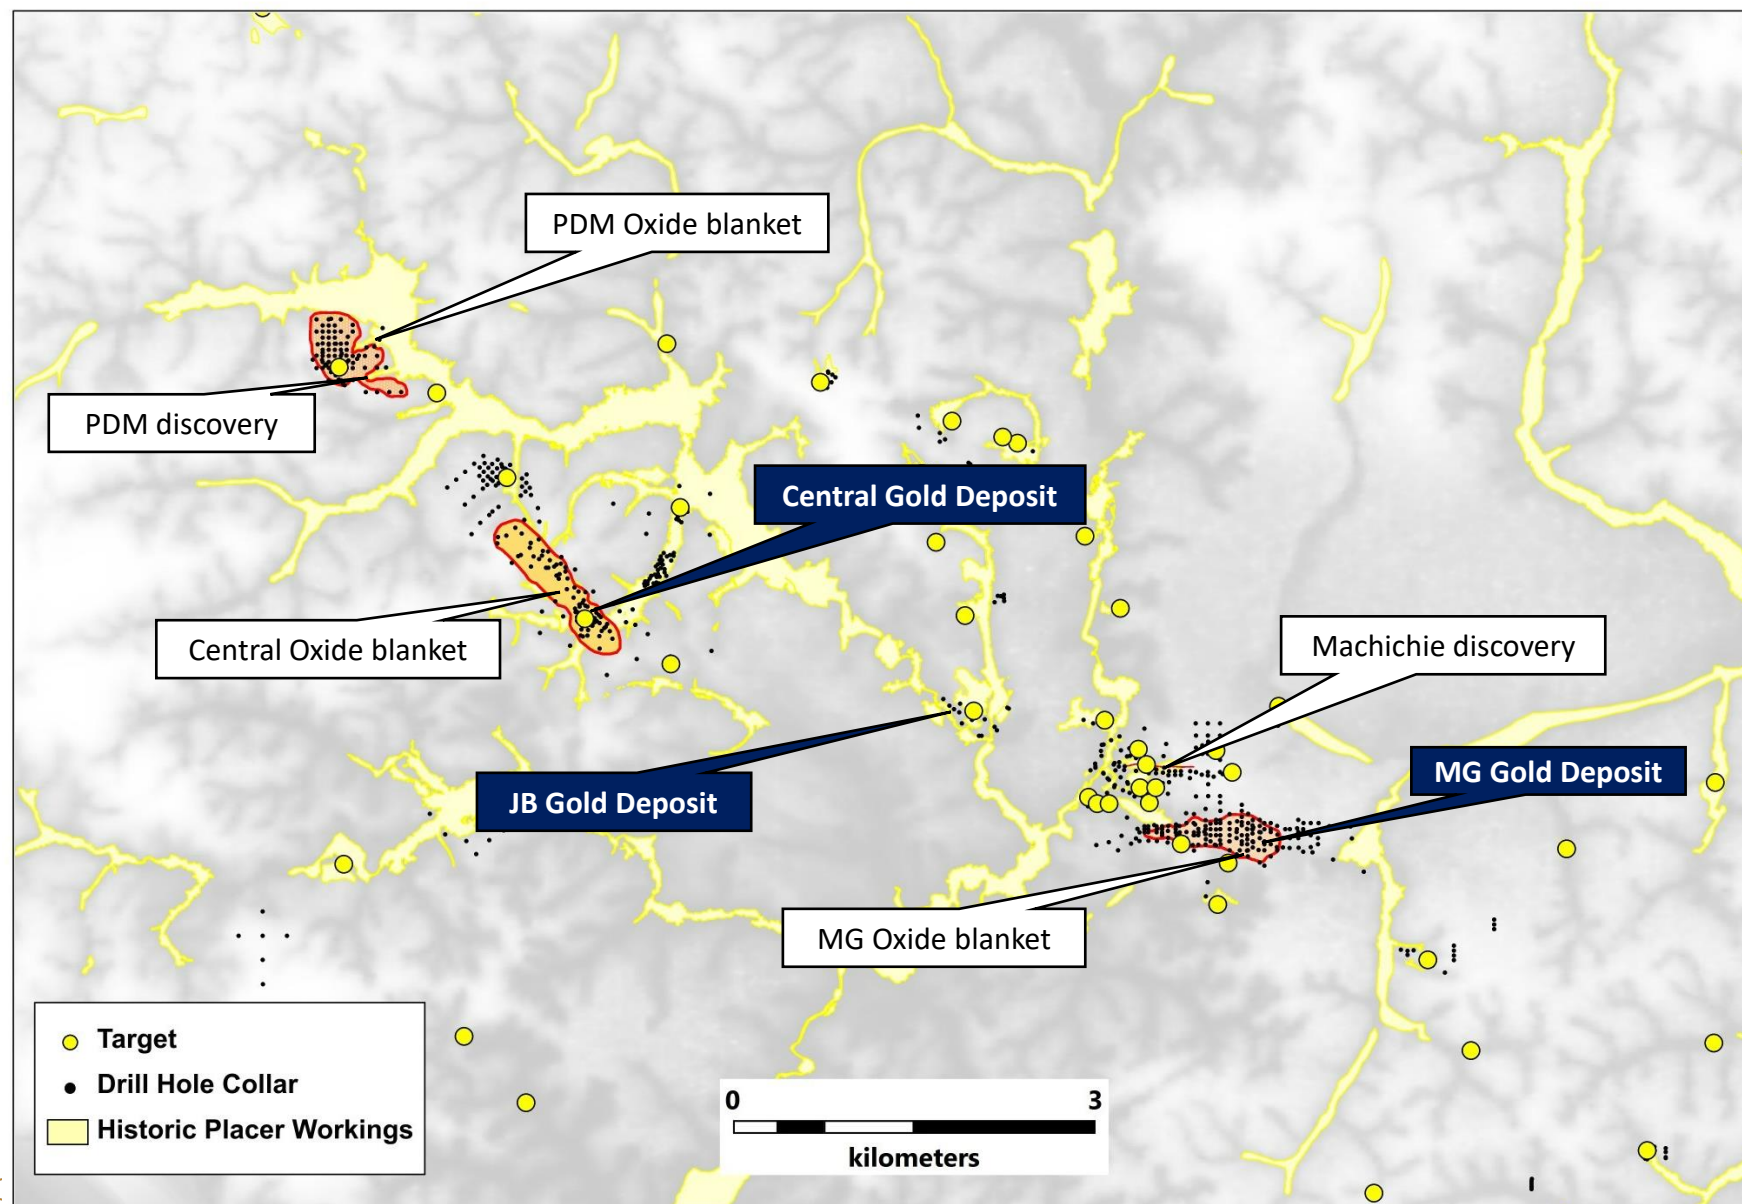 PDM Oxide blanket
PDM discovery
Central Gold Deposit
Central Oxide blanket
Machichie discovery
MG Gold Deposit
JB Gold Deposit
MG Oxide blanket
Target
Drill Hole Collar
Historic Placer Workings
0 3
kilometers